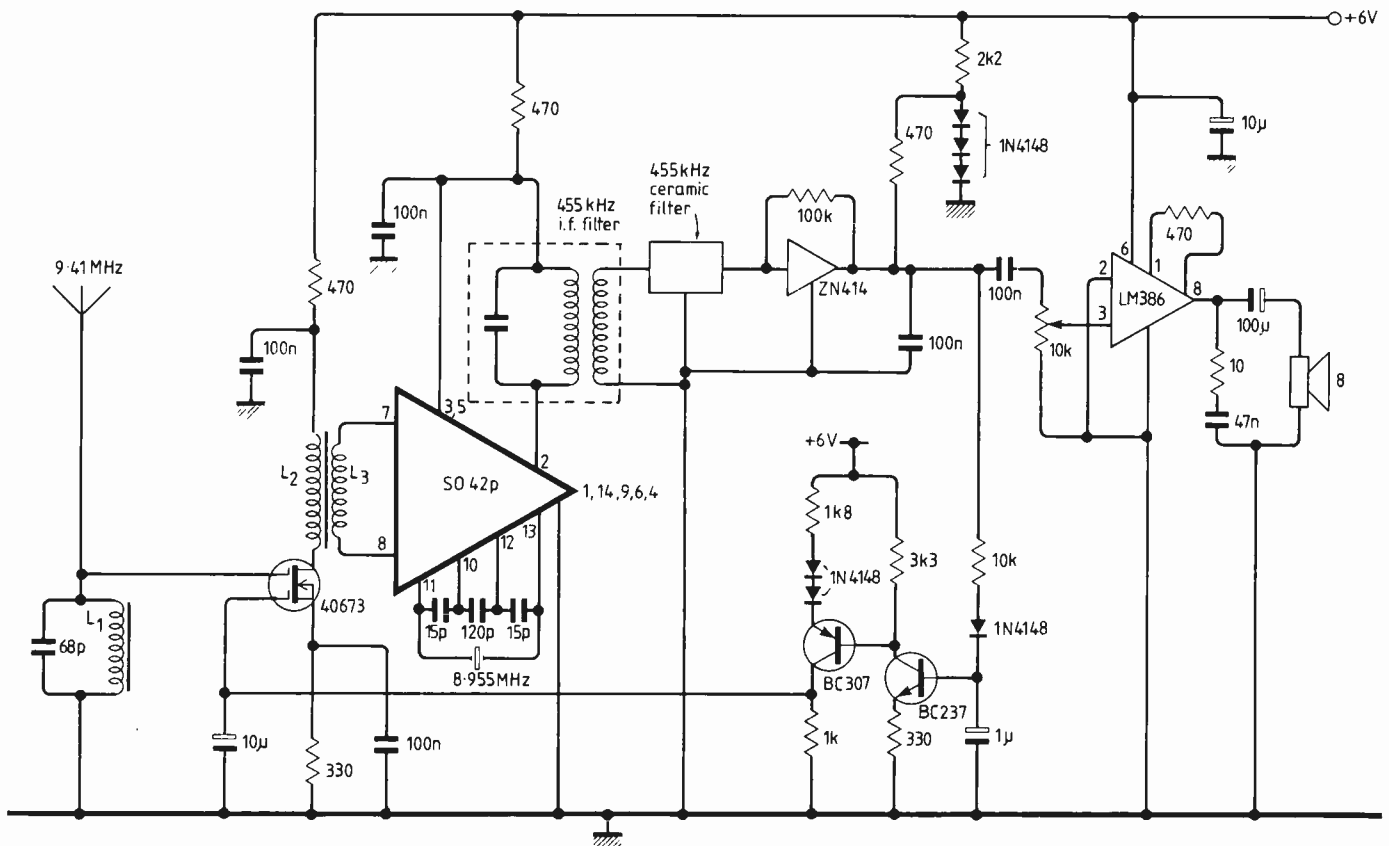 +6V
2k2
470
470
1N4148
10µ
455kHz
ceramic
filter
455kHz
i.f. filter
100n
100k
ZN414
9·41MHz
470
100n
100n
100n
6
1
470
2
LM386
8
3
10k
100µ
10
47n
8
7
3,5
L2
L3
SO 42p
2
1,14,9,6,4
8
13
12
10
11
15p
120p
15p
8·955MHz
40673
L1
68p
10µ
330
100n
+6V
1k8
3k3
10k
1N4148
1N4148
BC307
BC237
1k
330
1µ